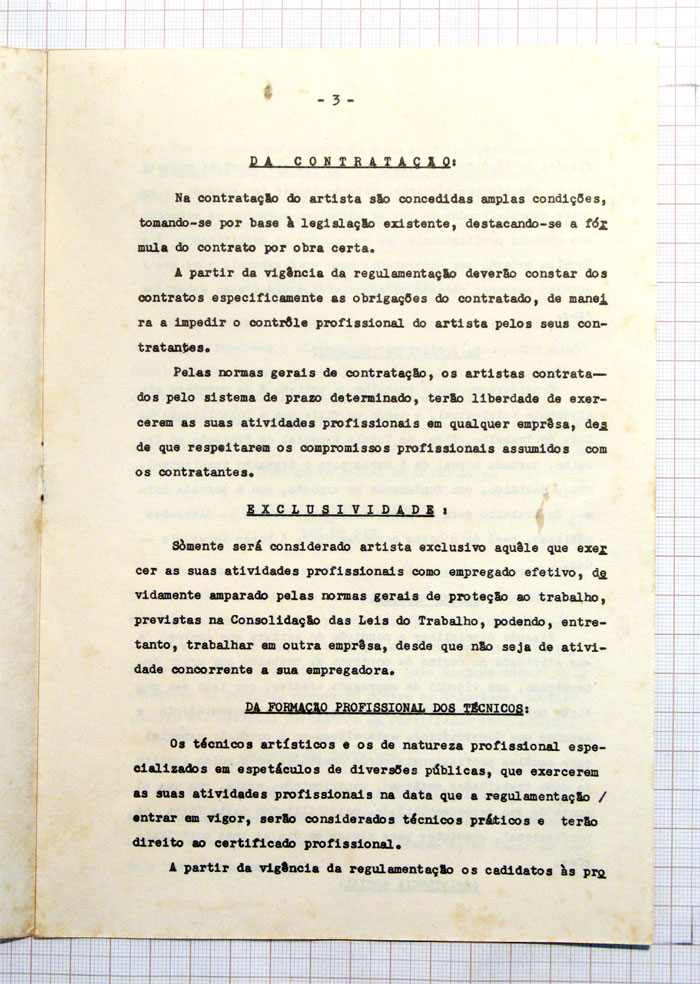 - 3 -
DA CONTRATAÇÃO:
Na contratação do artista são concedidas amplas condições,
tomando-se por base à legislação existente, destacando-se a fór
mula do contrato por obra certa.
A partir da vigência da regulamentação deverão constar dos
contratos especificamente as obrigações do contratado, de manei
ra a impedir o contrôle profissional do artista pelos seus con-
tratantes.
Pelas normas gerais de contratação, os artistas contrata—
dos pelo sistema de prazo determinado, terão liberdade de exer-
cerem as suas atividades profissionais em qualquer emprêsa, des
de que respeitarem os compromissos profissionais assumidos com
os contratantes.
EXCLUSIVIDADE:
Sòmente será considerado artista exclusivo aquêle que exer
cer as suas atividades profissionais como empregado efetivo, de
vidamente amparado pelas normas gerais de proteção ao trabalho,
previstas na Consolidação das Leis do Trabalho, podendo, entre-
tanto, trabalhar em outra emprêsa, desde que não seja de ativi-
dade concorrente a sua empregadora.
DA FORMAÇÃO PROFISSIONAL DOS TÉCNICOS:
Os técnicos artísticos e os de natureza profissional espe-
cializados em espetáculos de diversões públicas, que exercerem
as suas atividades profissionais na data que a regulamentação /
entrar em vigor, serão considerados técnicos práticos e terão
direito ao certificado profissional.
A partir da vigência da regulamentação os cadidatos às pro